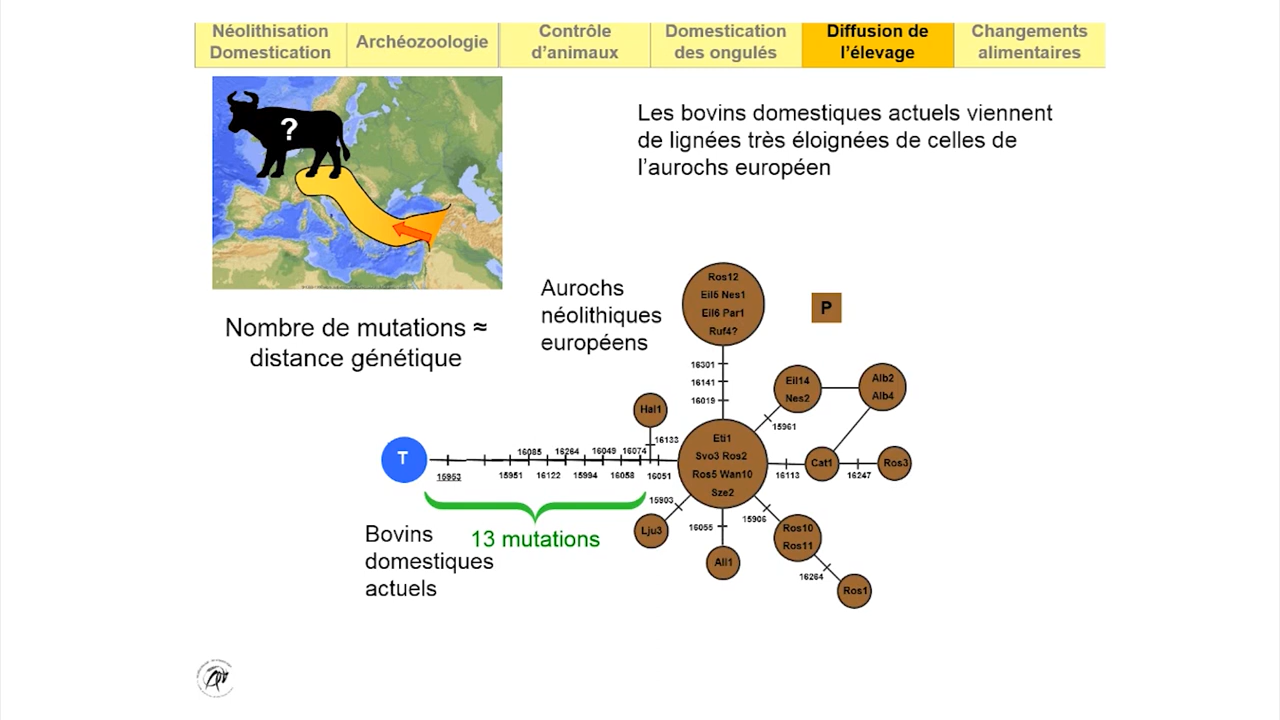 Néolithisation
Domestication
Archéozoologie
Contrôle
d'animaux
Domestication
des ongulés
Diffusion de
l'élevage
Changements
alimentaires
?
Les bovins domestiques actuels viennent
de lignées très éloignées de celles de
l'aurochs européen
Nombre de mutations ≈
distance génétique
Aurochs
néolithiques
européens
Ros12
Eil5 Nes1
Eil6 Par1
Ruf4?
P
16301
16141
16019
Eil14
Nes2
Alb2
Alb4
15961
Hal1
16133
Eti1
Svo3 Ros2
Ros5 Wan10
Sze2
16113
Cat1
16247
Ros3
T
16085
16264
16049
16074
15953
15951
16122
15994
16058
16051
13 mutations
Bovins
domestiques
actuels
15903
Lju3
16055
All1
15906
Ros10
Ros11
16264
Ros1